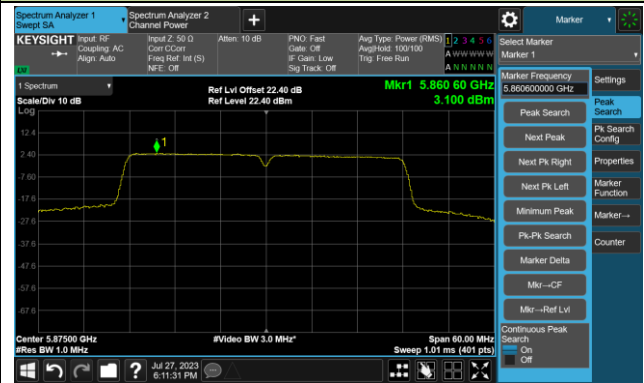 Spectrum Analyzer 1
Swept SA
Spectrum Analyzer 2
Channel Power
Marker
KEYSIGHT
Input: RF
Coupling: AC
Align: Auto
Input Z: 50 Ω
Corr CCorr
Freq Ref: Int (S)
NFE: Off
Atten: 10 dB
PNO: Fast
Gate: Off
IF Gain: Low
Sig Track: Off
Avg Type: Power (RMS)
Avg|Hold: 100/100
Trig: Free Run
1 2 3 4 5 6
A W W W W W
A N N N N N
Select Marker
Marker 1
1 Spectrum
Scale/Div 10 dB
Log
Ref Lvl Offset 22.40 dB
Ref Level 22.40 dBm
Mkr1 5.860 60 GHz
3.100 dBm
Marker Frequency
5.860600000 GHz
Settings
Peak Search
Next Peak
Next Pk Right
Next Pk Left
Minimum Peak
Pk-Pk Search
Marker Delta
Mkr→CF
Mkr→Ref Lvl
Continuous Peak
Search
On
Off
Peak
Search
Pk Search
Config
Properties
Marker
Function
Marker→
Counter
1
12.4
2.40
-7.60
-17.6
-27.6
-37.6
-47.6
-57.6
-67.6
Center 5.87500 GHz
#Res BW 1.0 MHz
#Video BW 3.0 MHz*
Span 60.00 MHz
Sweep 1.01 ms (401 pts)
Jul 27, 2023
6:11:31 PM